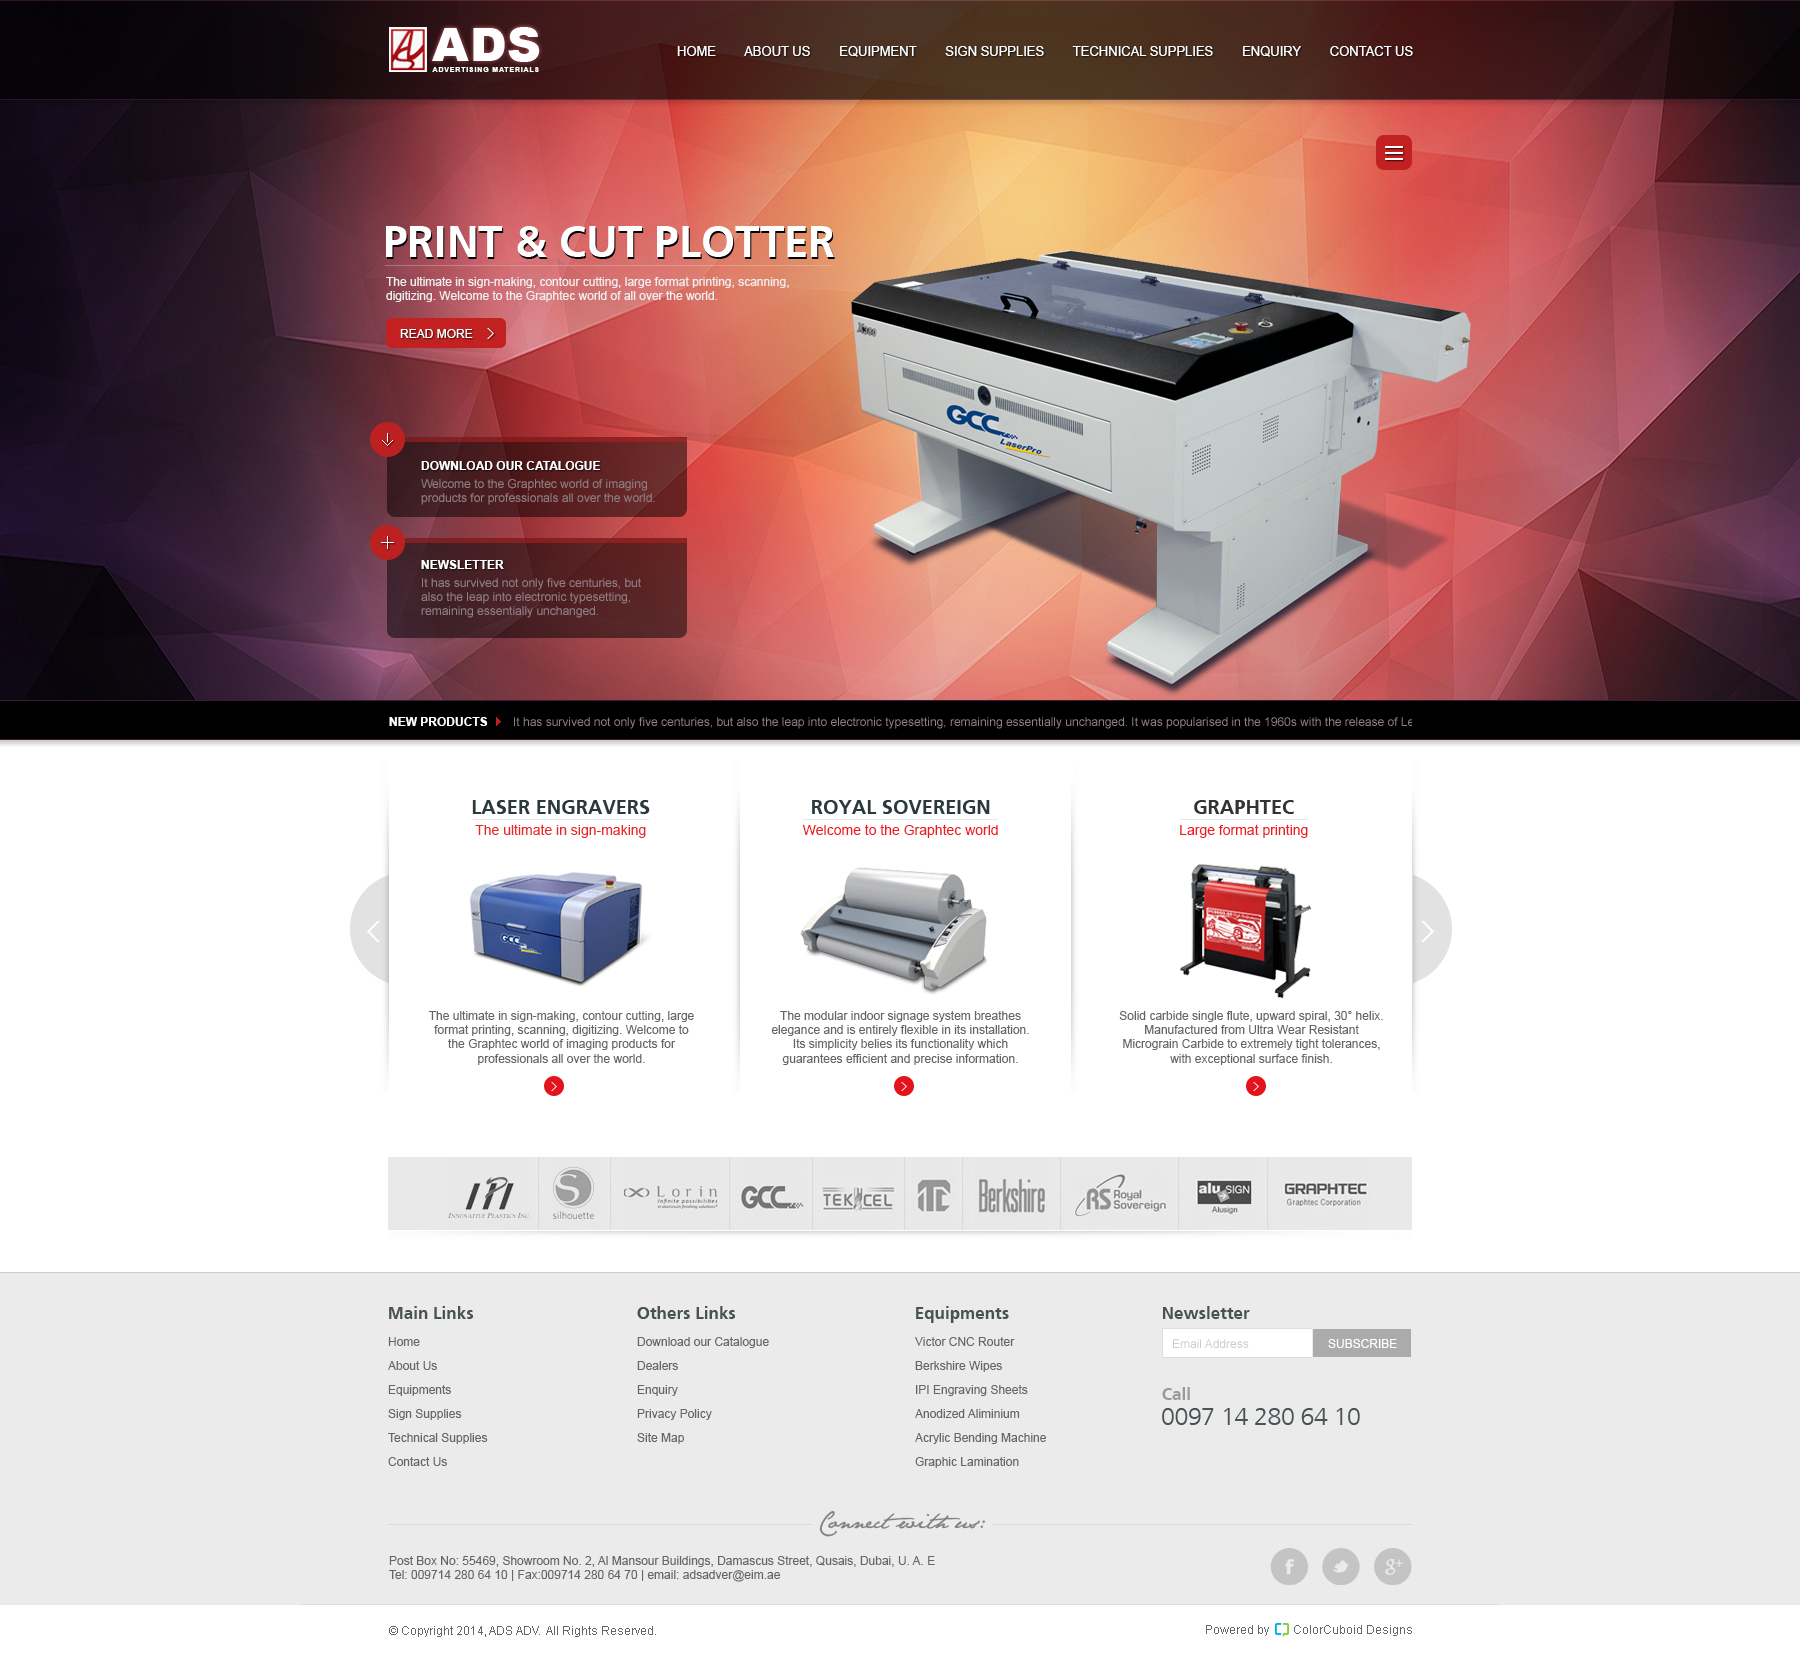 ADS
ADVERTISING MATERIALS
HOME ABOUT US EQUIPMENT SIGN SUPPLIES TECHNICAL SUPPLIES ENQUIRY CONTACT US
PRINT & CUT PLOTTER
The ultimate in sign-making, contour cutting, large format printing, scanning,
digitizing. Welcome to the Graphtec world of all over the world.
READ MORE
GCC
LaserPro
DOWNLOAD OUR CATALOGUE
Welcome to the Graphtec world of imaging
products for professionals all over the world.
NEWSLETTER
It has survived not only five centuries, but
also the leap into electronic typesetting,
remaining essentially unchanged.
NEW PRODUCTS It has survived not only five centuries, but also the leap into electronic typesetting, remaining essentially unchanged. It was popularised in the 1960s with the release of Le
LASER ENGRAVERS
The ultimate in sign-making
GCC
The ultimate in sign-making, contour cutting, large
format printing, scanning, digitizing. Welcome to
the Graphtec world of imaging products for
professionals all over the world.
ROYAL SOVEREIGN
Welcome to the Graphtec world
The modular indoor signage system breathes
elegance and is entirely flexible in its installation.
Its simplicity belies its functionality which
guarantees efficient and precise information.
GRAPHTEC
Large format printing
Solid carbide single flute, upward spiral, 30° helix.
Manufactured from Ultra Wear Resistant
Micrograin Carbide to extremely tight tolerances,
with exceptional surface finish.
IPI
INNOVATIVE PLASTICS INC.
S
silhouette
Lorin
Infinite possibilities
in aluminum finishing solutions
GCC
TEKCEL
ITC
Berkshire
RS Royal
Sovereign
alu SIGN
Alusign
GRAPHTEC
Graphtec Corporation
Main Links
Home
About Us
Equipments
Sign Supplies
Technical Supplies
Contact Us
Others Links
Download our Catalogue
Dealers
Enquiry
Privacy Policy
Site Map
Equipments
Victor CNC Router
Berkshire Wipes
IPI Engraving Sheets
Anodized Aliminium
Acrylic Bending Machine
Graphic Lamination
Newsletter
Email Address SUBSCRIBE
Call
0097 14 280 64 10
Connect with us:
Post Box No: 55469, Showroom No. 2, Al Mansour Buildings, Damascus Street, Qusais, Dubai, U. A. E
Tel: 009714 280 64 10 | Fax:009714 280 64 70 | email: adsadver@eim.ae
f g+
© Copyright 2014, ADS ADV. All Rights Reserved.
Powered by ColorCuboid Designs